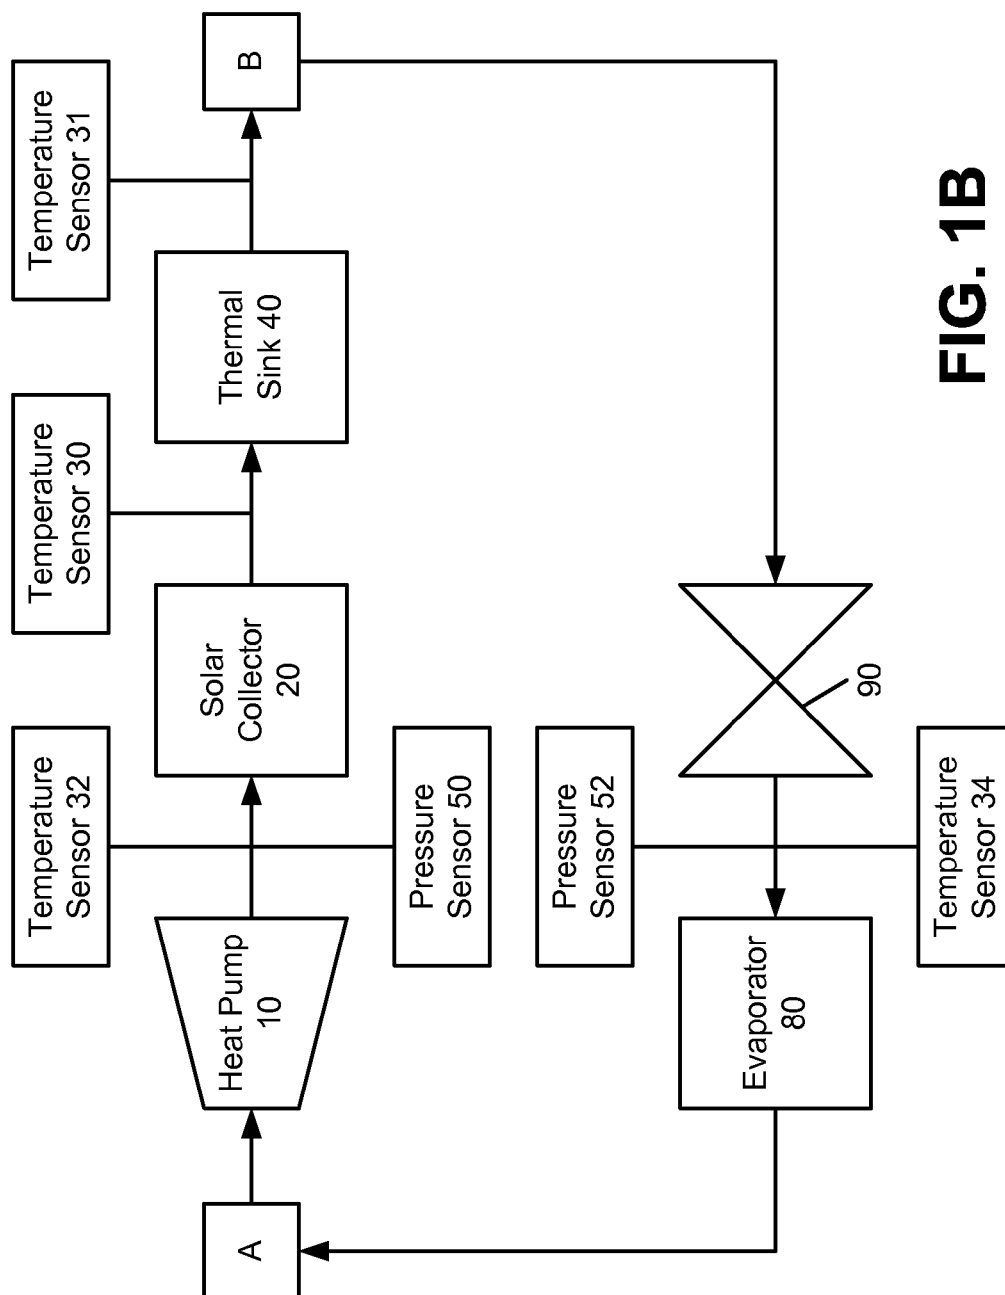 Temperature
Sensor 32
Temperature
Sensor 30
Temperature
Sensor 31
A
Heat Pump
10
Solar
Collector
20
Thermal
Sink 40
B
Pressure
Sensor 50
Pressure
Sensor 52
Evaporator
80
90
Temperature
Sensor 34
FIG. 1B